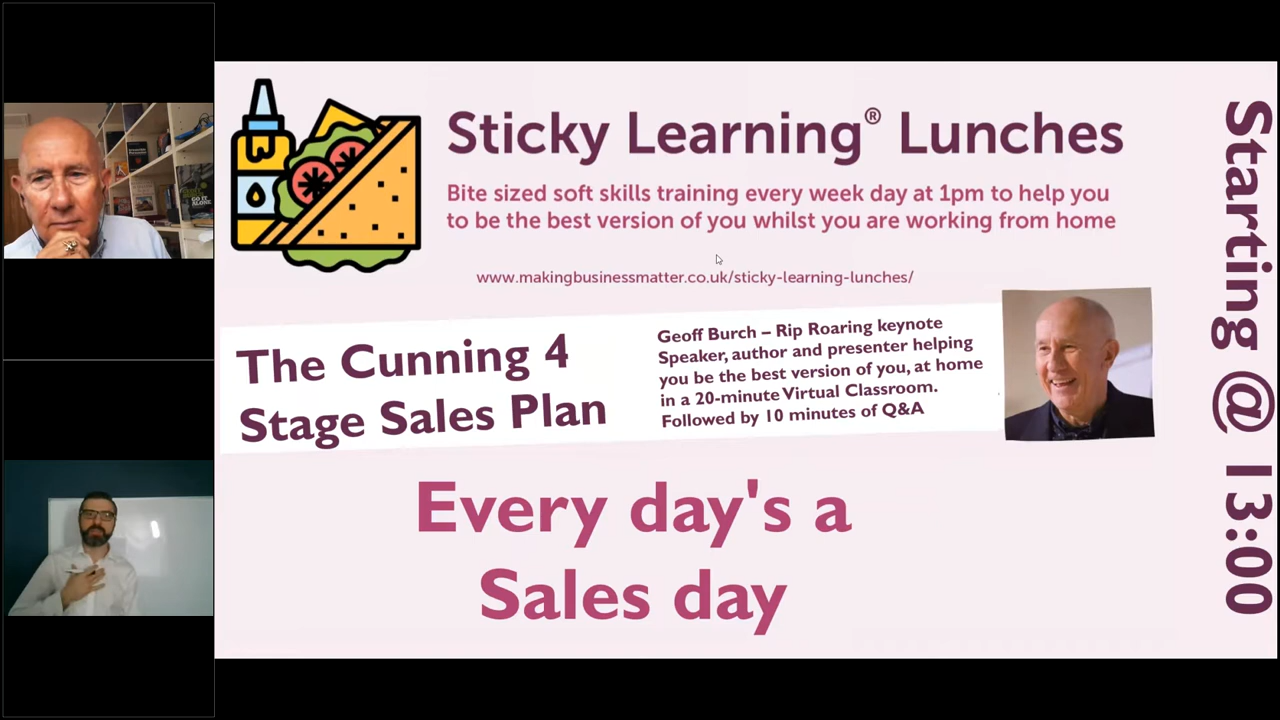 Sticky Learning® Lunches
Bite sized soft skills training every week day at 1pm to help you
to be the best version of you whilst you are working from home
www.makingbusinessmatter.co.uk/sticky-learning-lunches/
The Cunning 4
Stage Sales Plan
Geoff Burch – Rip Roaring keynote
Speaker, author and presenter helping
you be the best version of you, at home
in a 20-minute Virtual Classroom.
Followed by 10 minutes of Q&A
Every day's a
Sales day
Starting @ 13:00
GO IT
ALONE